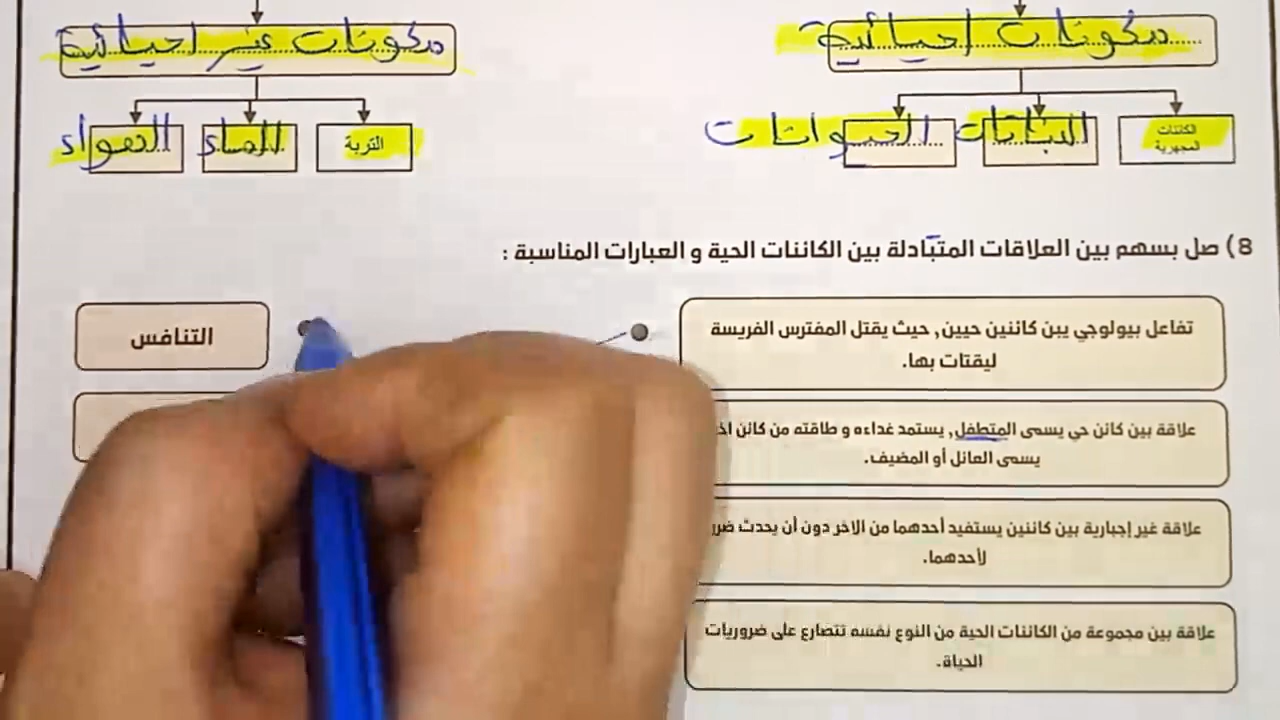 مكونات احيائية
مكونات غير احيائية
الكائنات المجهرية
النباتات
الحيوانات
التربة
الماء
الهواء
8) صل بسهم بين العلاقات المتبادلة بين الكائنات الحية و العبارات المناسبة :
تفاعل بيولوجي يبن كائنين حيين, حيث يقتل المفترس الفريسة
ليقتات بها.
التنافس
علاقة بين كائن حي يسمى المتطفل, يستمد غذاءه و طاقته من كائن
يسمى العائل أو المضيف.
علاقة غير إجبارية بين كائنين يستفيد أحدهما من الاخر دون أن يحدث
لأحدهما.
علاقة بين مجموعة من الكائنات الحية من النوع نفسه تتصارع على ضروريات
الحياة.